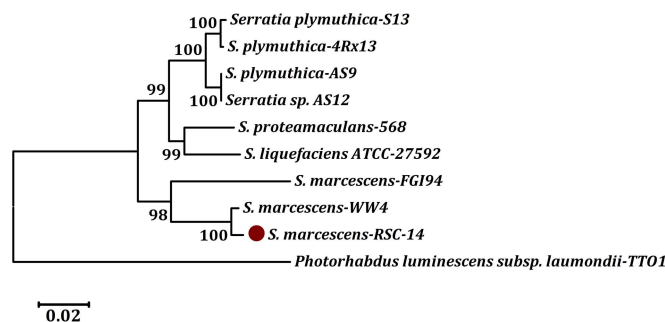 100 Serratia plymuthica-S13
100 S. plymuthica-4Rx13
S. plymuthica-AS9
99
100 Serratia sp. AS12
S. proteamaculans-568
99 S. liquefaciens ATCC-27592
S. marcescens-FGI94
98 S. marcescens-WW4
100 S. marcescens-RSC-14
Photorhabdus luminescens subsp. laumondii-TTO1
0.02